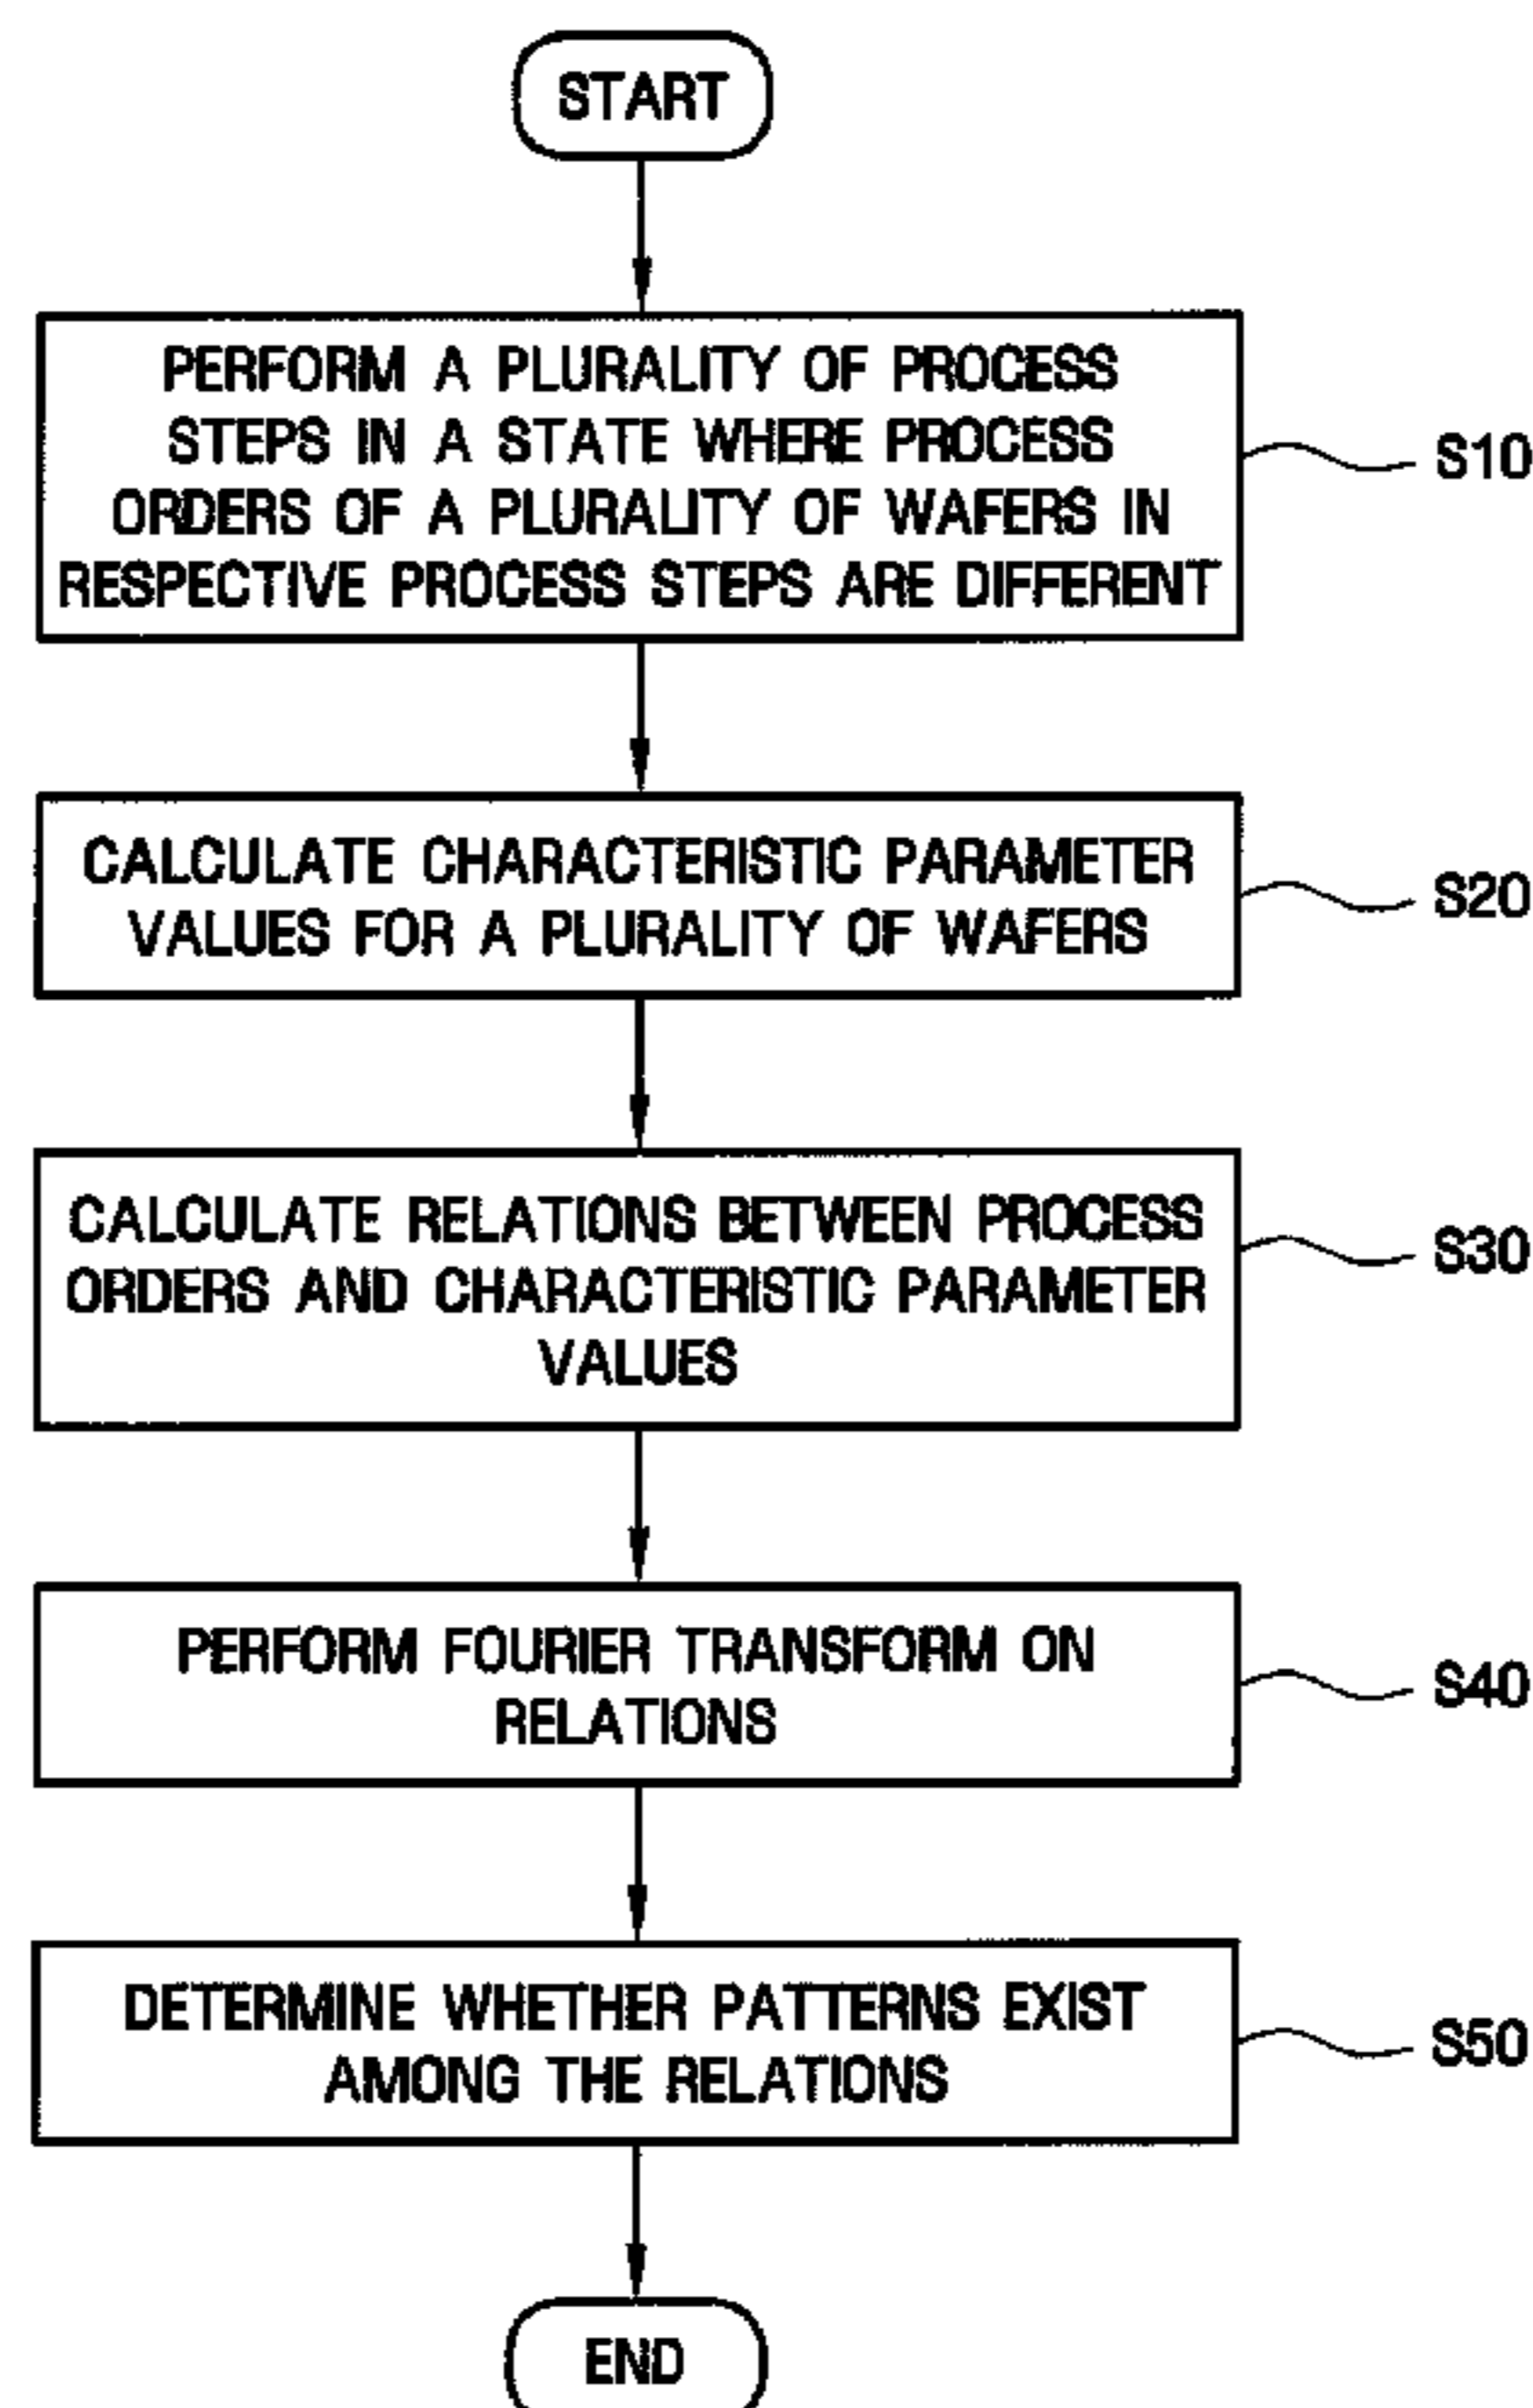 START
PERFORM A PLURALITY OF PROCESS
STEPS IN A STATE WHERE PROCESS
ORDERS OF A PLURALITY OF WAFERS IN
RESPECTIVE PROCESS STEPS ARE DIFFERENT
S10
CALCULATE CHARACTERISTIC PARAMETER
VALUES FOR A PLURALITY OF WAFERS
S20
CALCULATE RELATIONS BETWEEN PROCESS
ORDERS AND CHARACTERISTIC PARAMETER
VALUES
S30
PERFORM FOURIER TRANSFORM ON
RELATIONS
S40
DETERMINE WHETHER PATTERNS EXIST
AMONG THE RELATIONS
S50
END